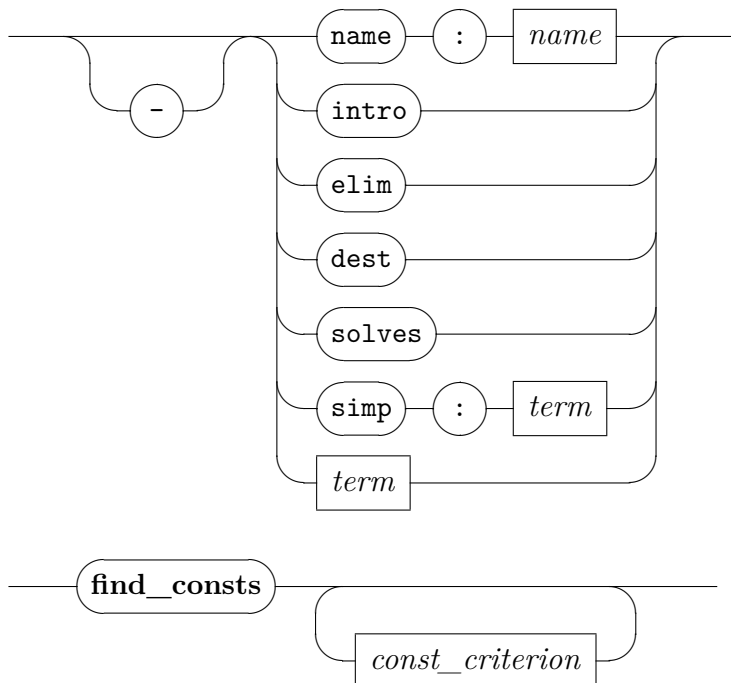 name : name
-
intro
elim
dest
solves
simp : term
term
find_consts
const_criterion